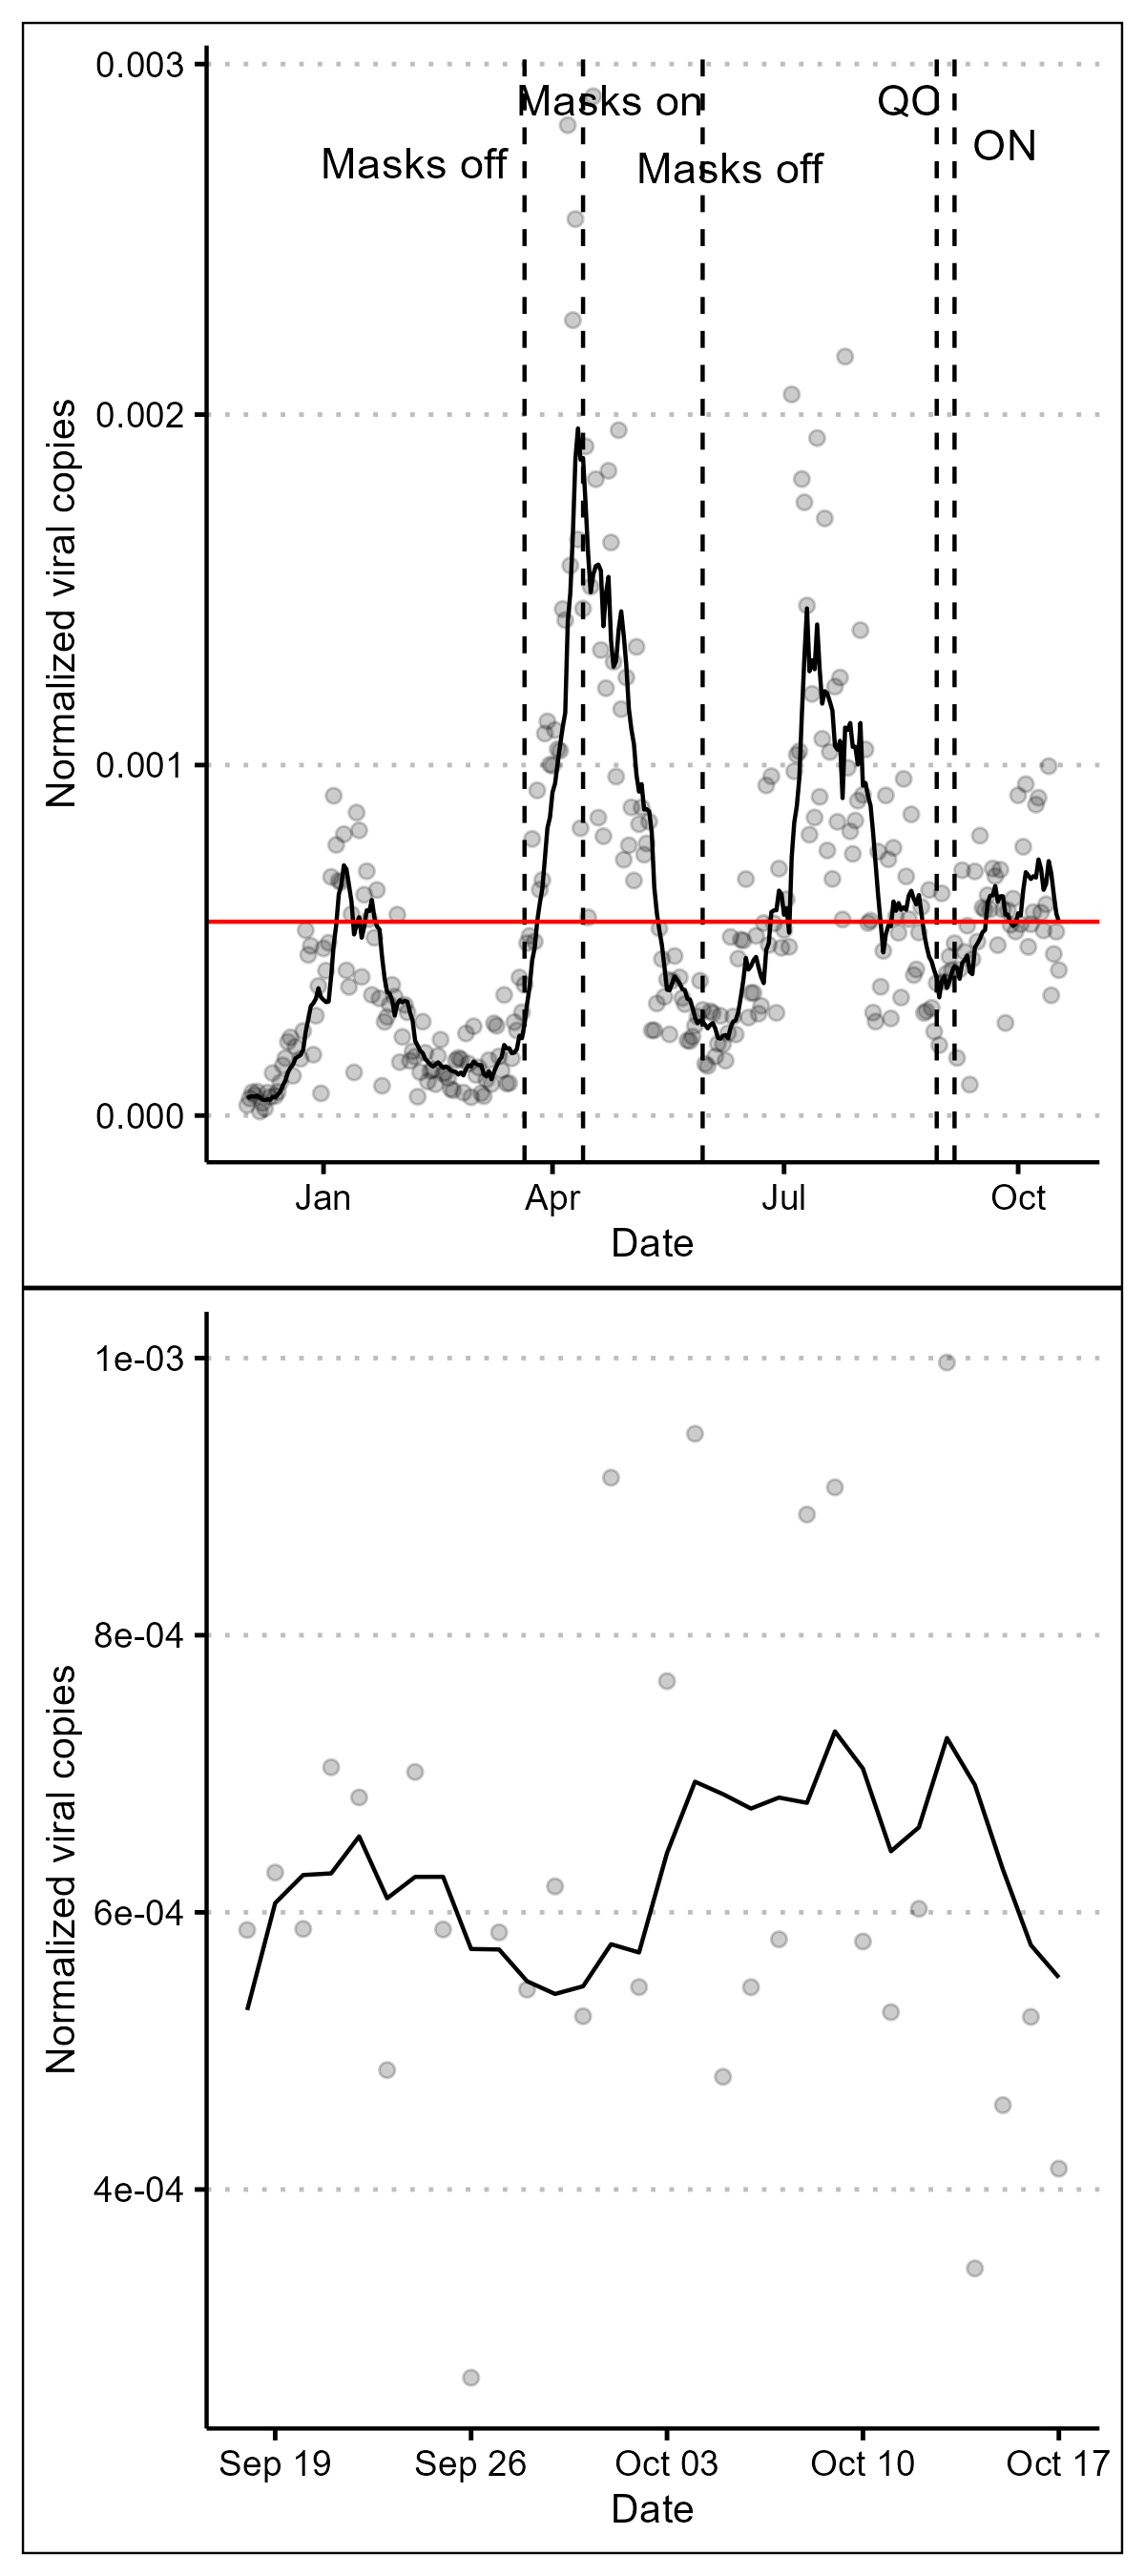 0.003
Masks on
QC
ON
Masks off
Masks off
0.002
Normalized viral copies
0.001
0.000
Jan Apr Jul Oct
Date
1e-03
8e-04
Normalized viral copies
6e-04
4e-04
Sep 19 Sep 26 Oct 03 Oct 10 Oct 17
Date